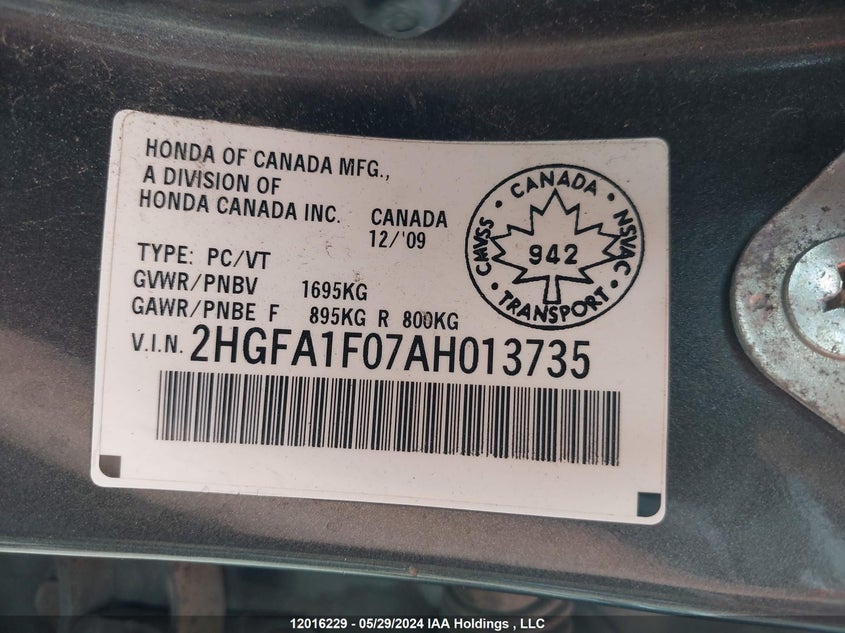 HONDA OF CANADA MFG.,
A DIVISION OF
HONDA CANADA INC. CANADA
12/'09
TYPE: PC/VT
GVWR/PNBV 1695KG
GAWR/PNBE F 895KG R 800KG
V.I.N. 2HGFA1F07AH013735
CANADA
CMVSS 942 NSVAC
TRANSPORT
12016229 - 05/29/2024 IAA Holdings , LLC